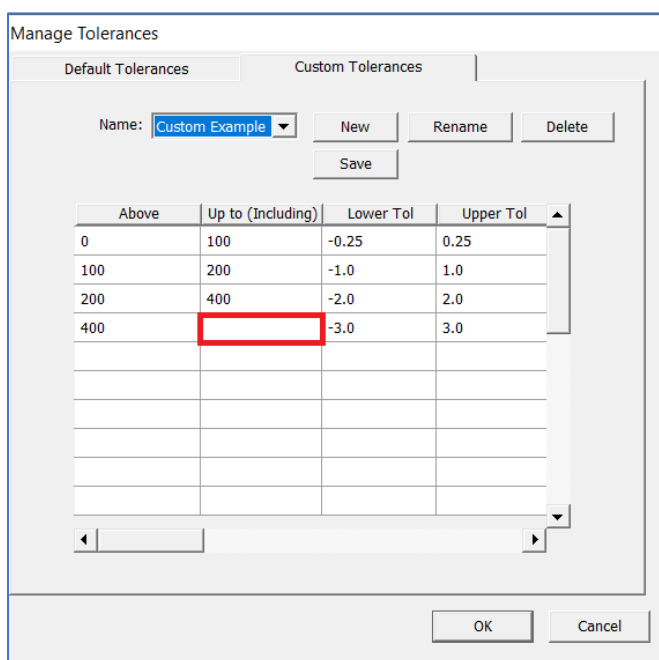 Manage Tolerances
Default Tolerances Custom Tolerances
Name: Custom Example New Rename Delete
Save
Above Up to (Including) Lower Tol Upper Tol
0 100 -0.25 0.25
100 200 -1.0 1.0
200 400 -2.0 2.0
400 -3.0 3.0
OK Cancel